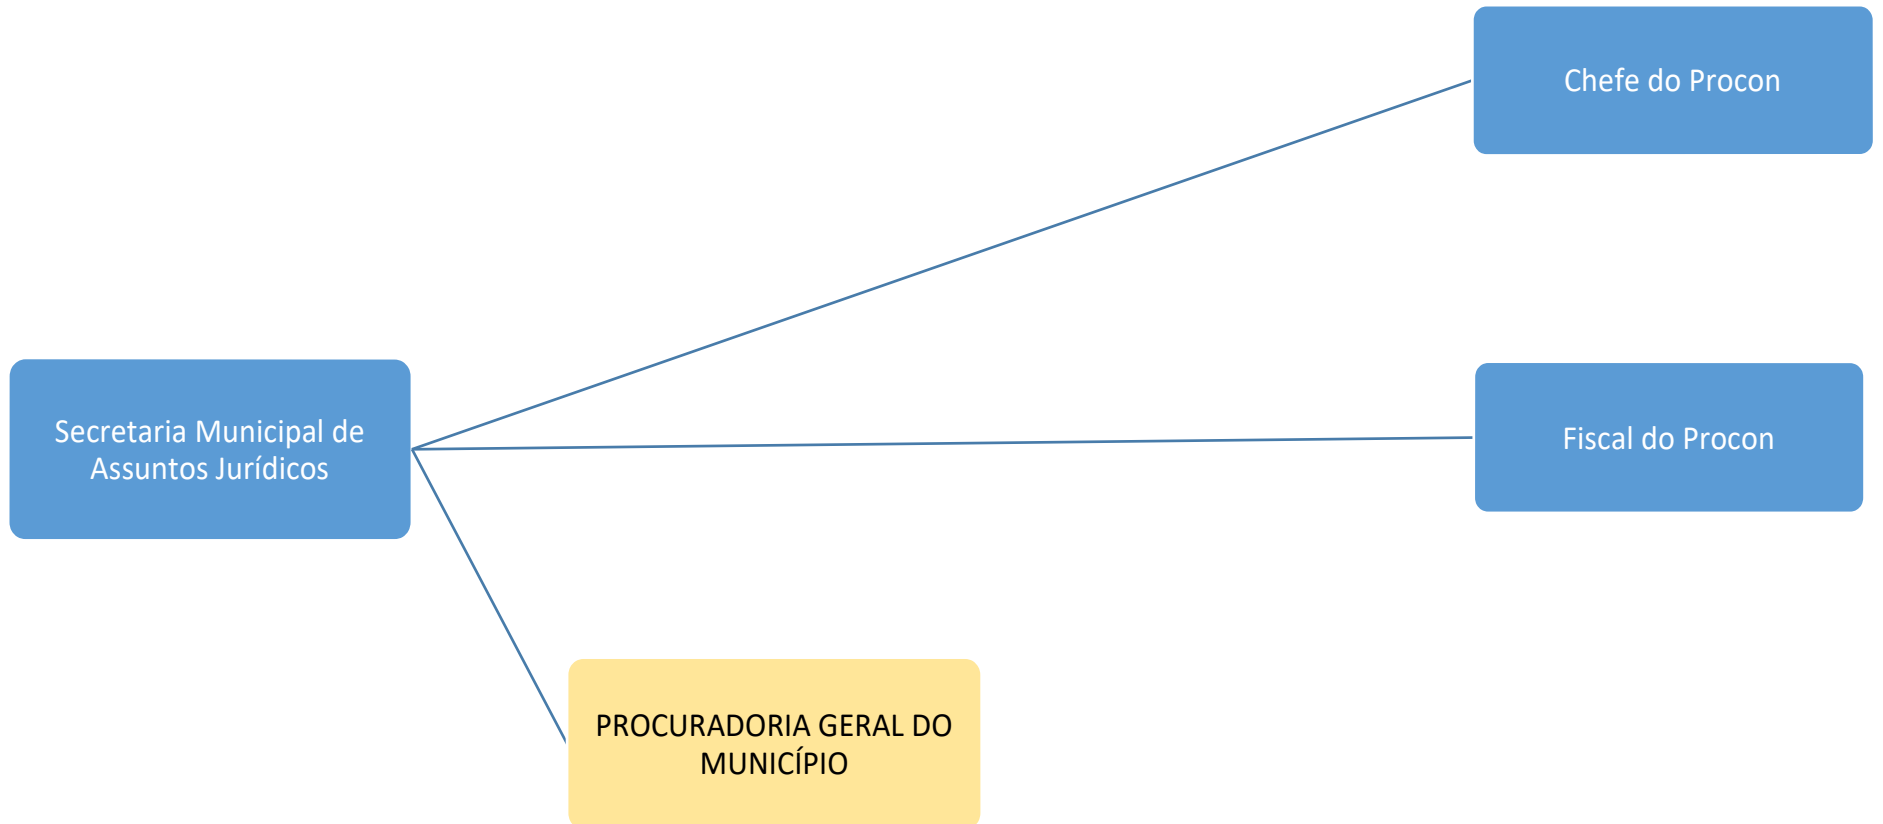 Chefe do Procon
Secretaria Municipal de
Assuntos Jurídicos
Fiscal do Procon
PROCURADORIA GERAL DO
MUNICÍPIO